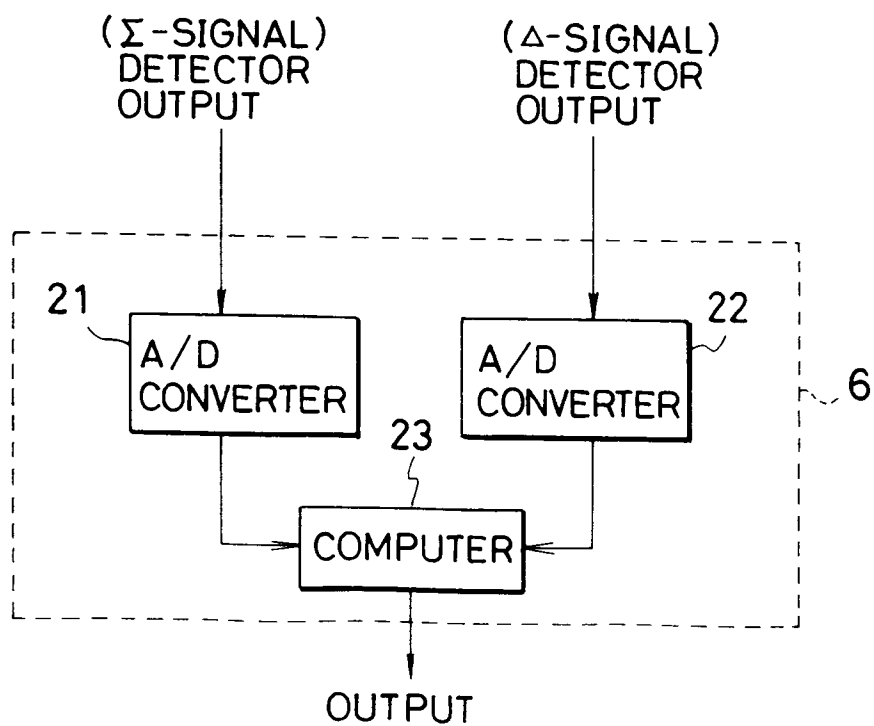 (Σ-SIGNAL)
DETECTOR
OUTPUT
(Δ-SIGNAL)
DETECTOR
OUTPUT
21
A/D
CONVERTER
22
A/D
CONVERTER
6
23
COMPUTER
OUTPUT